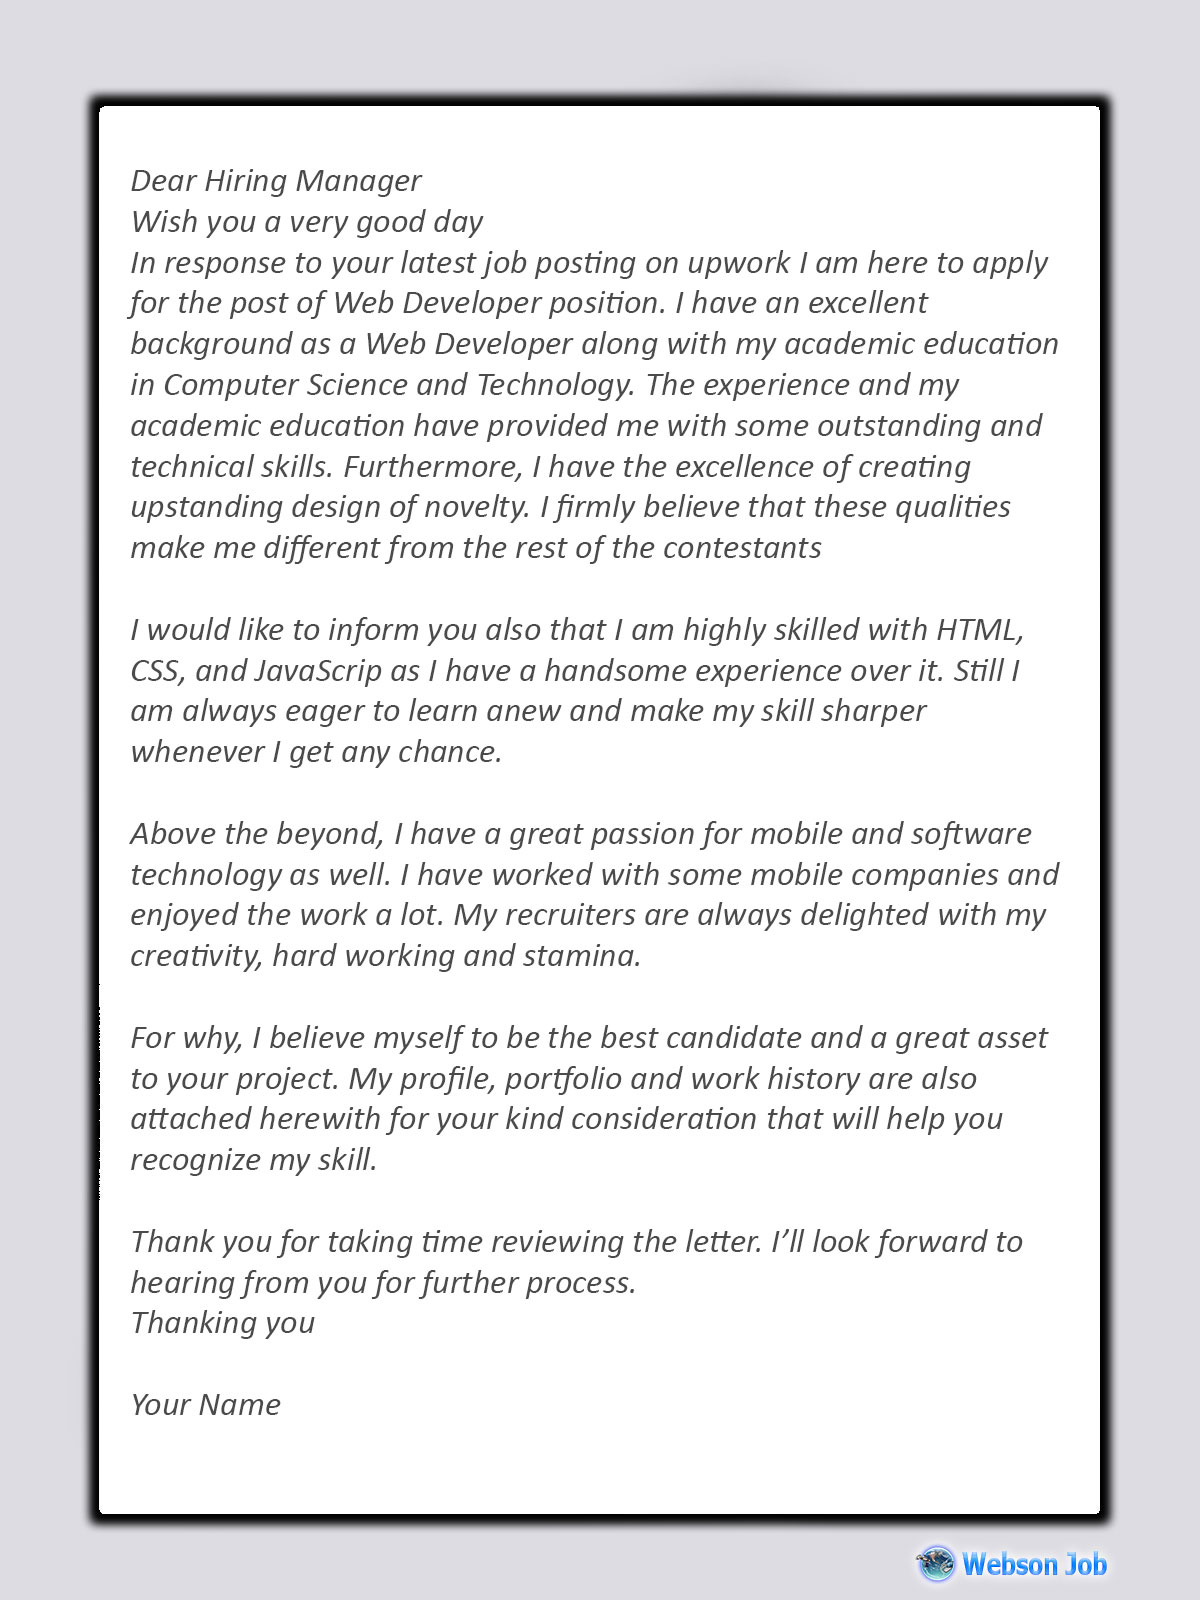 Dear Hiring Manager
Wish you a very good day
In response to your latest job posting on upwork I am here to apply
for the post of Web Developer position. I have an excellent
background as a Web Developer along with my academic education
in Computer Science and Technology. The experience and my
academic education have provided me with some outstanding and
technical skills. Furthermore, I have the excellence of creating
upstanding design of novelty. I firmly believe that these qualities
make me different from the rest of the contestants
I would like to inform you also that I am highly skilled with HTML,
CSS, and JavaScrip as I have a handsome experience over it. Still I
am always eager to learn anew and make my skill sharper
whenever I get any chance.
Above the beyond, I have a great passion for mobile and software
technology as well. I have worked with some mobile companies and
enjoyed the work a lot. My recruiters are always delighted with my
creativity, hard working and stamina.
For why, I believe myself to be the best candidate and a great asset
to your project. My profile, portfolio and work history are also
attached herewith for your kind consideration that will help you
recognize my skill.
Thank you for taking time reviewing the letter. I’ll look forward to
hearing from you for further process.
Thanking you
Your Name
Webson Job